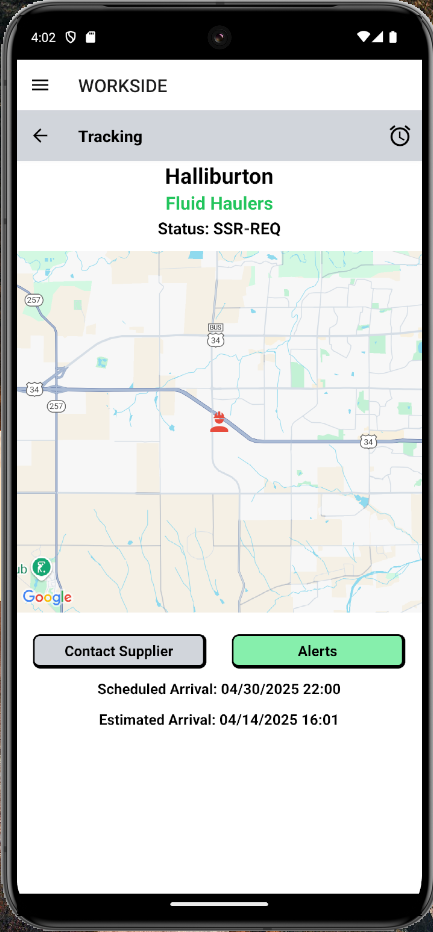 4:02
WORKSIDE
Tracking
Halliburton
Fluid Haulers
Status: SSR-REQ
257
BUS
34
34
257
34
ub
Google
Contact Supplier
Alerts
Scheduled Arrival: 04/30/2025 22:00
Estimated Arrival: 04/14/2025 16:01